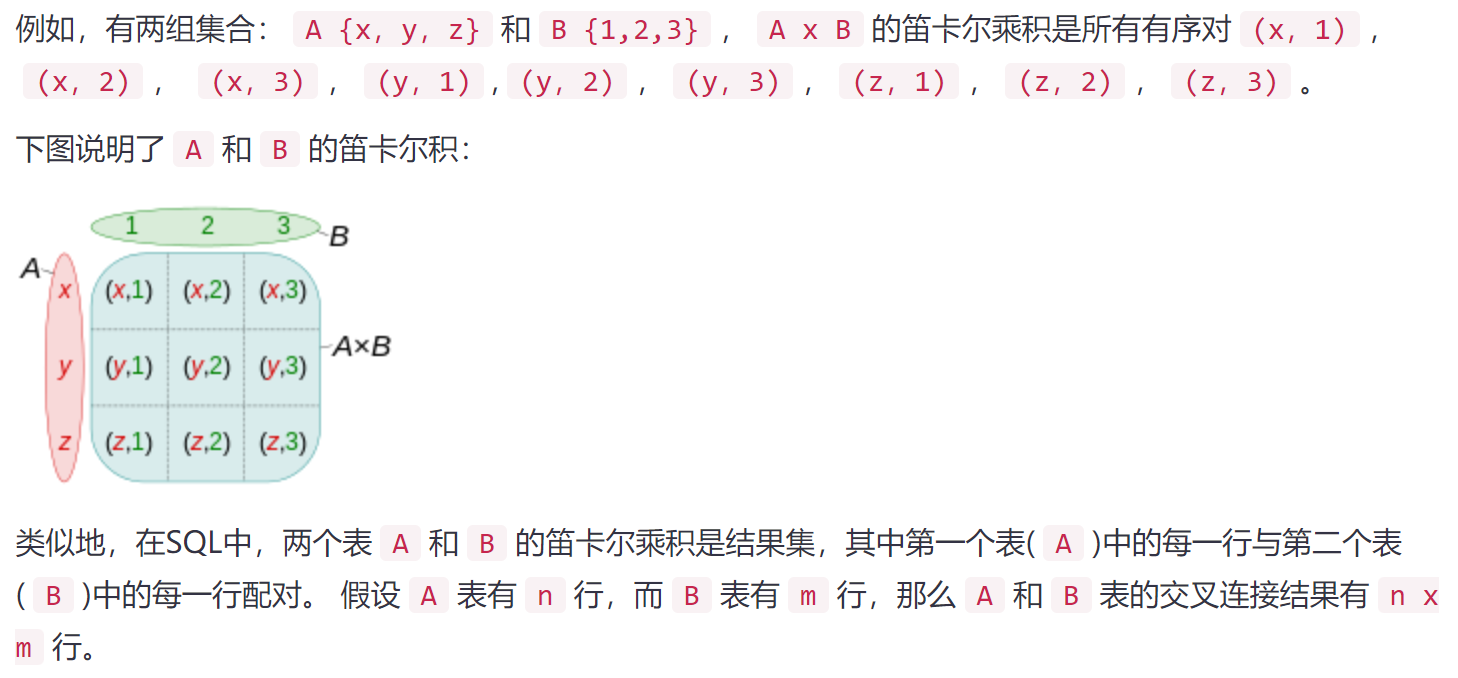 例如，有两组集合： A {x, y, z} 和 B {1,2,3} ， A x B 的笛卡尔乘积是所有有序对 (x, 1) ，
(x, 2) ， (x, 3) ， (y, 1) ，(y, 2) ， (y, 3) ， (z, 1) ， (z, 2) ， (z, 3) 。
下图说明了 A 和 B 的笛卡尔积：
1 2 3
B
A
x (x,1) (x,2) (x,3)
A×B
y (y,1) (y,2) (y,3)
z (z,1) (z,2) (z,3)
类似地，在SQL中，两个表 A 和 B 的笛卡尔乘积是结果集，其中第一个表( A )中的每一行与第二个表
( B )中的每一行配对。 假设 A 表有 n 行，而 B 表有 m 行，那么 A 和 B 表的交叉连接结果有 n x
m 行。